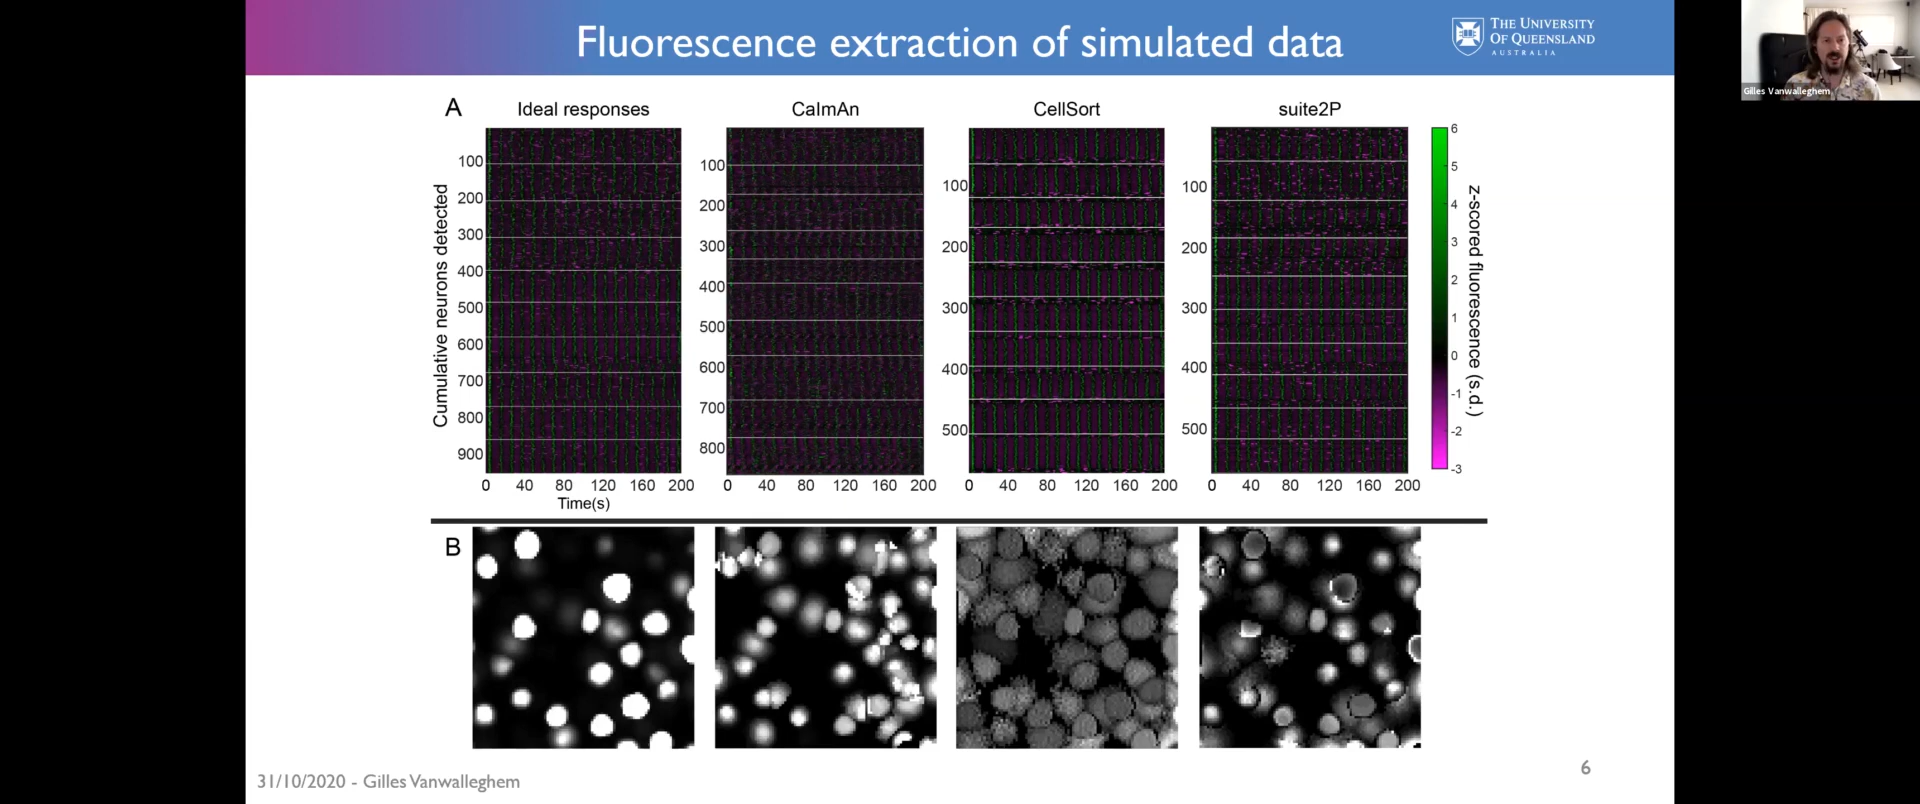 Fluorescence extraction of simulated data
THE UNIVERSITY
OF QUEENSLAND
AUSTRALIA
Gilles Vanwalleghem
A
Ideal responses
CaImAn
CellSort
suite2P
Cumulative neurons detected
100
200
300
400
500
600
700
800
900
0 40 80 120 160 200
Time(s)
100
200
300
400
500
600
700
800
0 40 80 120 160 200
100
200
300
400
500
0 40 80 120 160 200
100
200
300
400
500
0 40 80 120 160 200
6
5
4
3
2
1
0
-1
-2
-3
z-scored fluorescence (s.d.)
B
31/10/2020 - Gilles Vanwalleghem
6